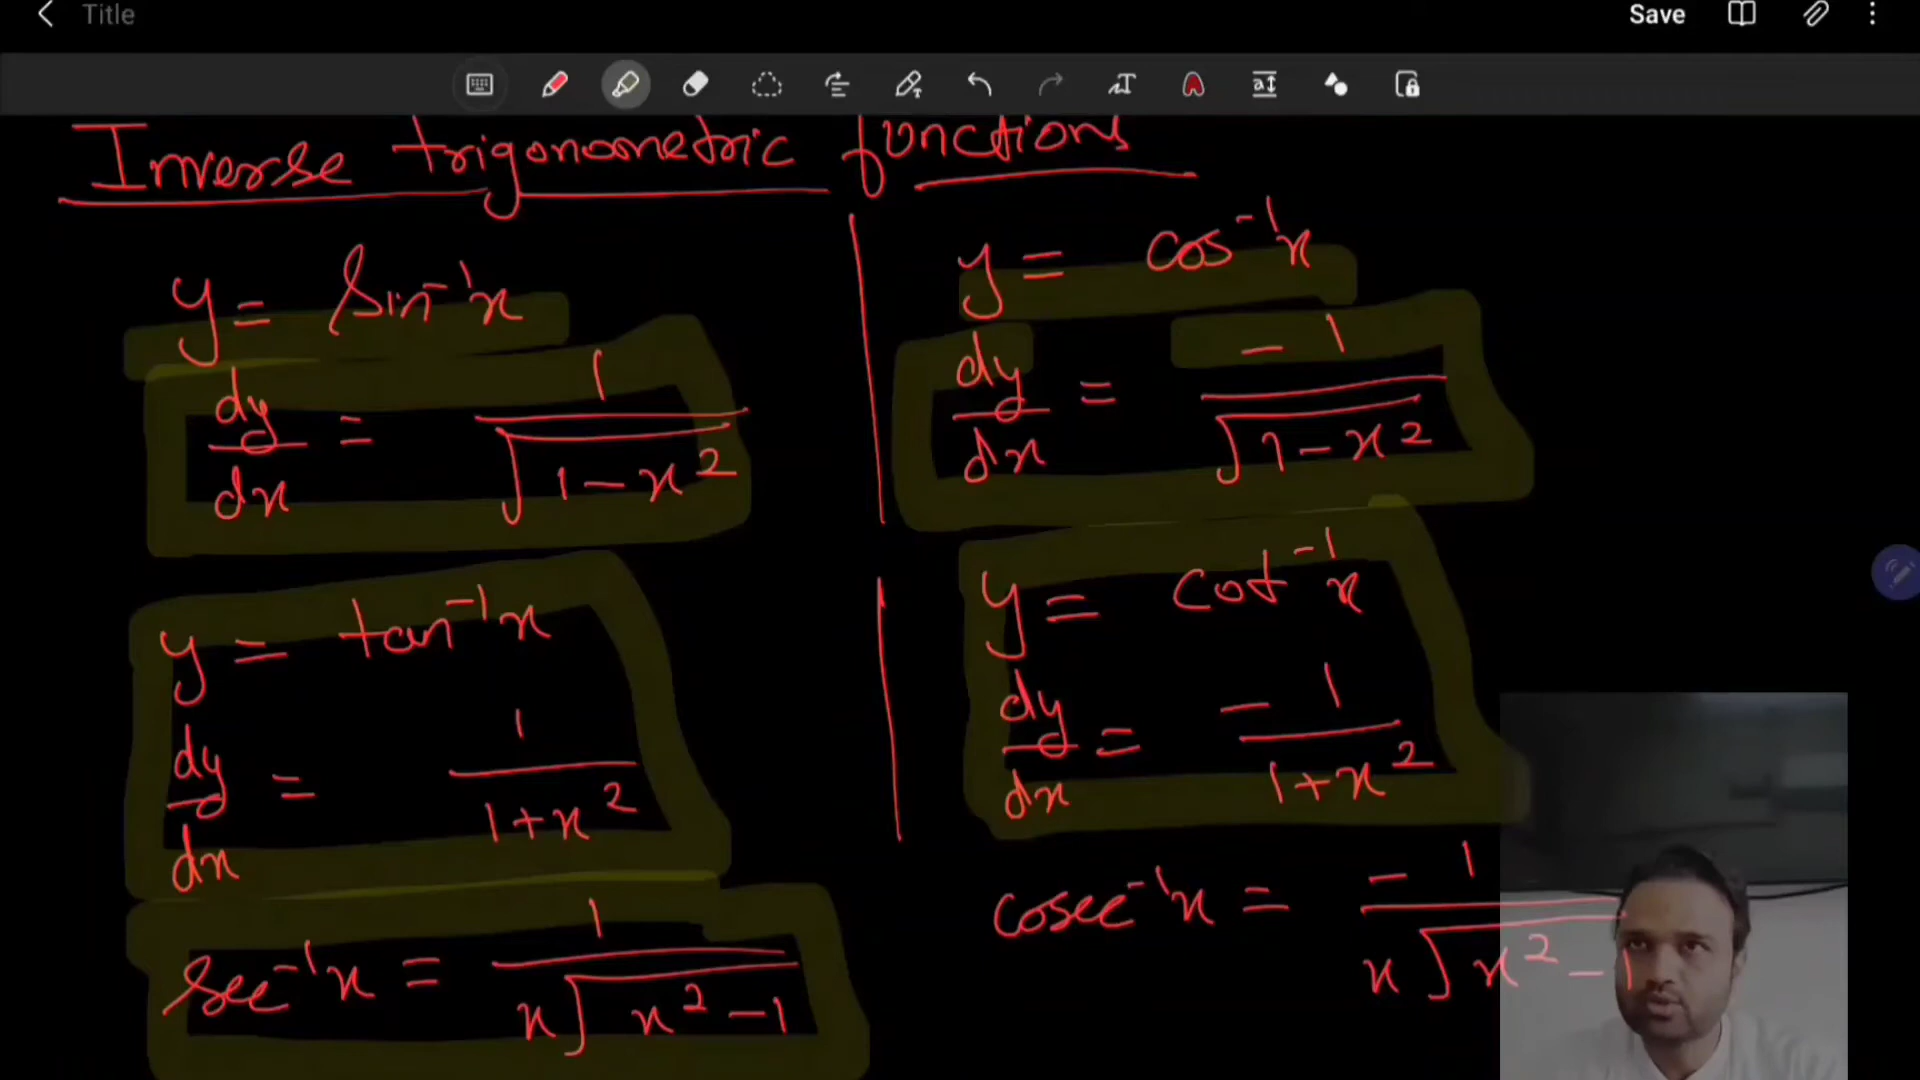 Title
Save
Inverse trigonometric functions
y = sin⁻¹x
dy/dx = 1/√(1-x²)
y = cos⁻¹x
dy/dx = -1/√(1-x²)
y = tan⁻¹x
dy/dx = 1/(1+x²)
y = cot⁻¹x
dy/dx = -1/(1+x²)
sec⁻¹x = 1/(x√(x²-1))
cosec⁻¹x = -1/(x√(x²-1))